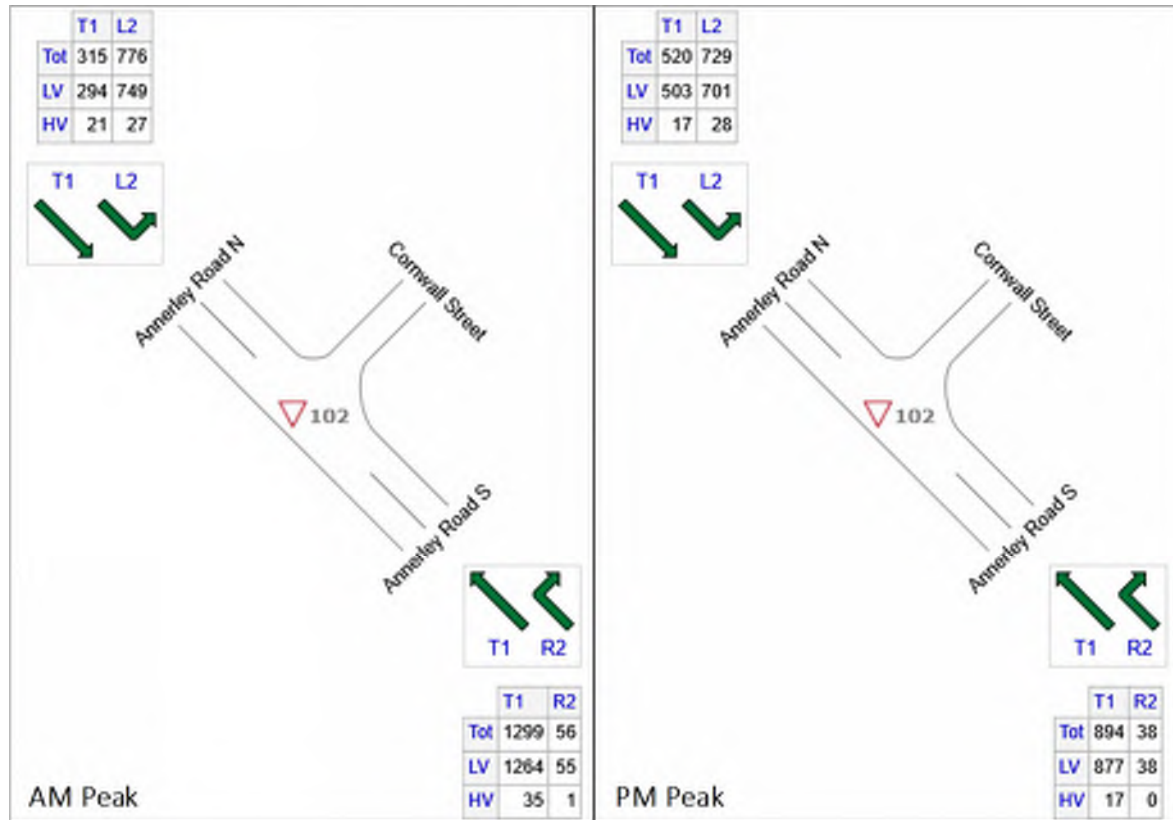 T1 L2
Tot 315 776
LV 294 749
HV 21 27
T1 L2
Annerley Road N
Cornwall Street
102
Annerley Road S
T1 R2
T1 R2
Tot 1299 56
LV 1264 55
HV 35 1
AM Peak
T1 L2
Tot 520 729
LV 503 701
HV 17 28
T1 L2
Annerley Road N
Cornwall Street
102
Annerley Road S
T1 R2
T1 R2
Tot 894 38
LV 877 38
HV 17 0
PM Peak